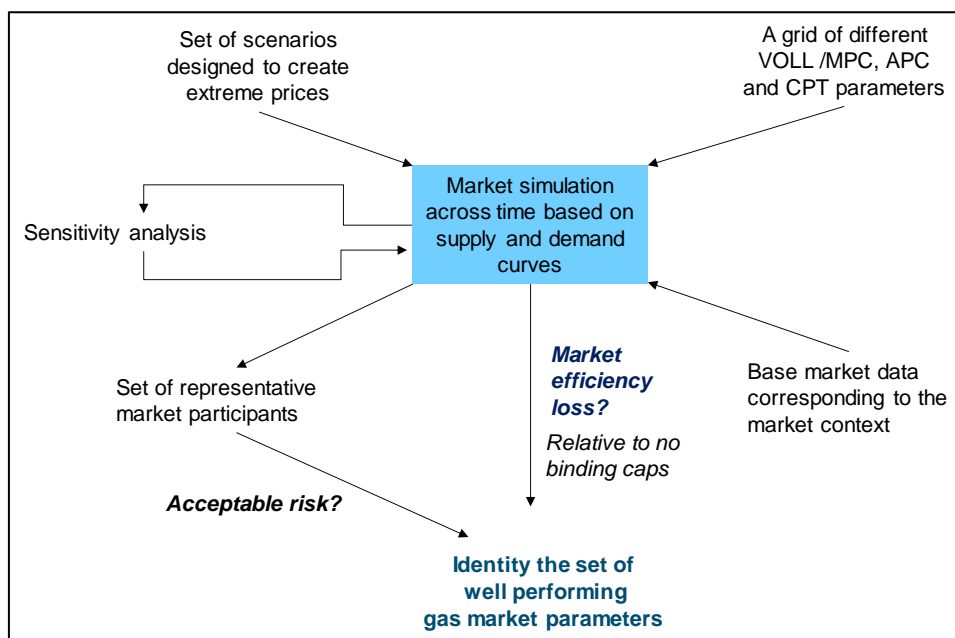 Set of scenarios
designed to create
extreme prices
A grid of different
VOLL /MPC, APC
and CPT parameters
Market simulation
across time based on
supply and demand
curves
Sensitivity analysis
Set of representative
market participants
Market
efficiency
loss?
Relative to no
binding caps
Base market data
corresponding to the
market context
Acceptable risk?
Identity the set of
well performing
gas market parameters